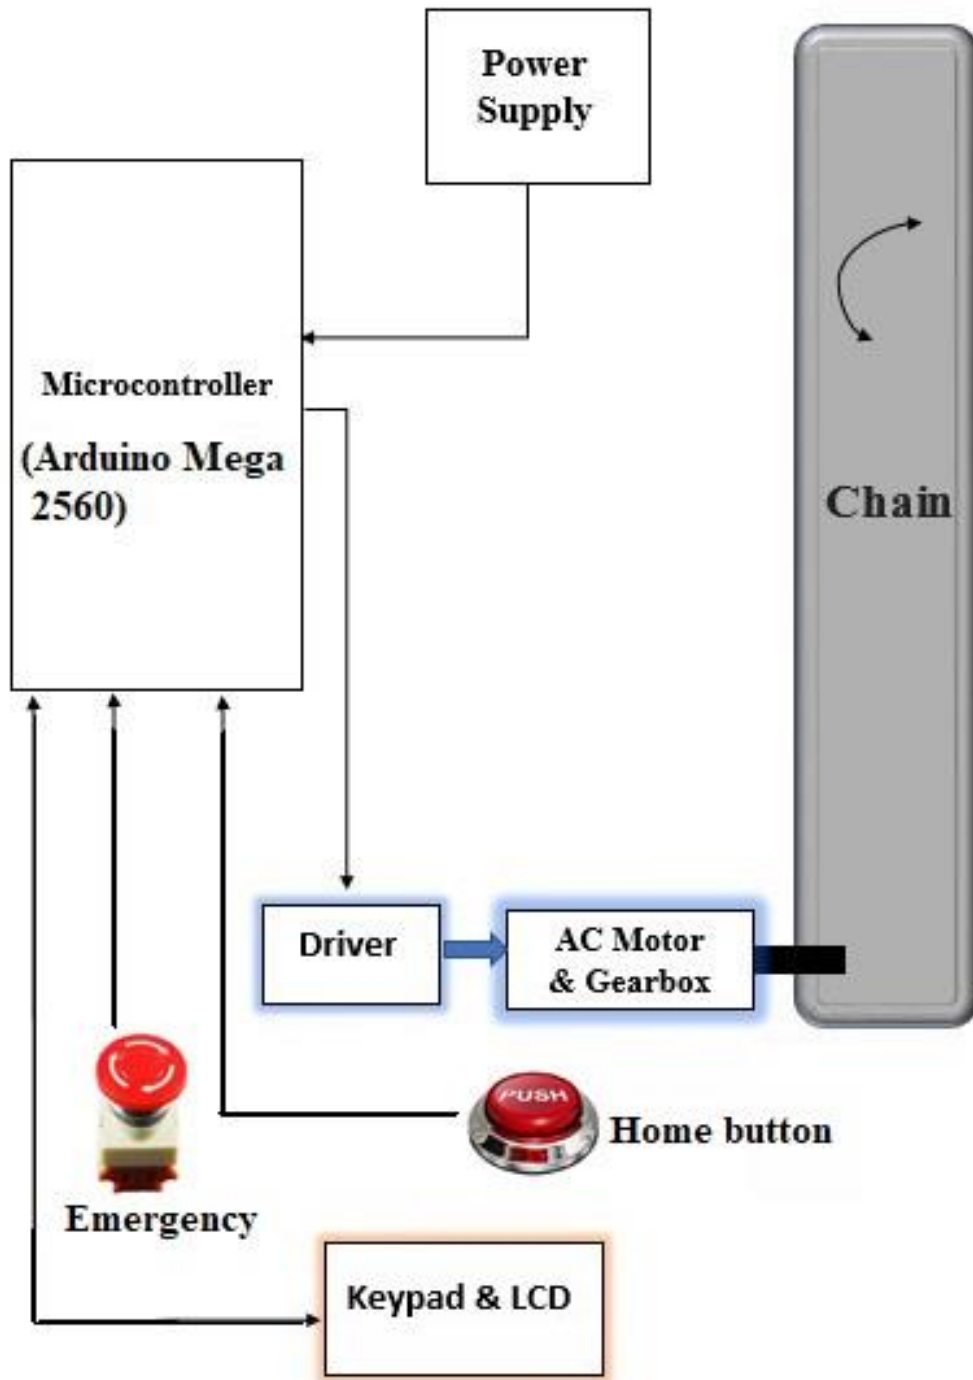 Power
Supply
Microcontroller
(Arduino Mega
2560)
Chain
Driver
AC Motor
& Gearbox
PUSH
Home button
Emergency
Keypad & LCD